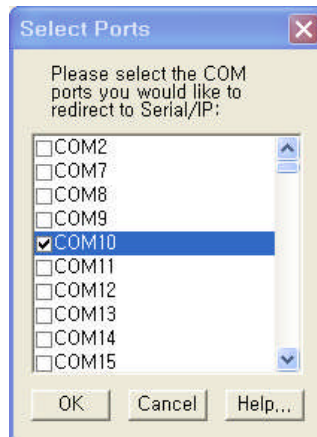 Select Ports
Please select the COM
ports you would like to
redirect to Serial/IP:
COM2
COM7
COM8
COM9
COM10
COM11
COM12
COM13
COM14
COM15
OK Cancel Help...